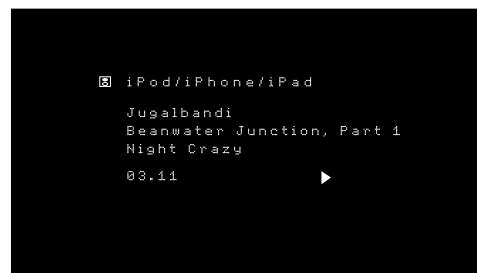 iPod/iPhone/iPad
Jugalbandi
Beanwater Junction, Part 1
Night Crazy
03.11